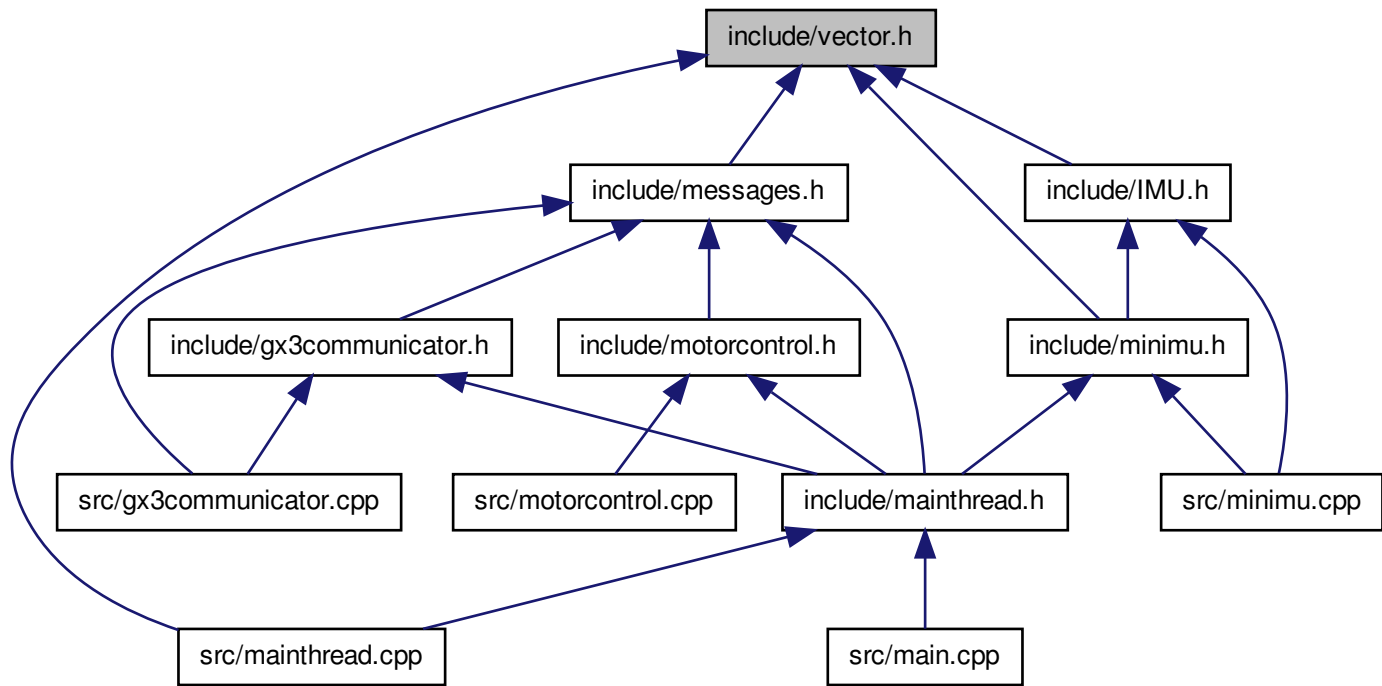 include/vector.h
include/messages.h
include/IMU.h
include/gx3communicator.h
include/motorcontrol.h
include/minimu.h
src/gx3communicator.cpp
src/motorcontrol.cpp
include/mainthread.h
src/minimu.cpp
src/mainthread.cpp
src/main.cpp